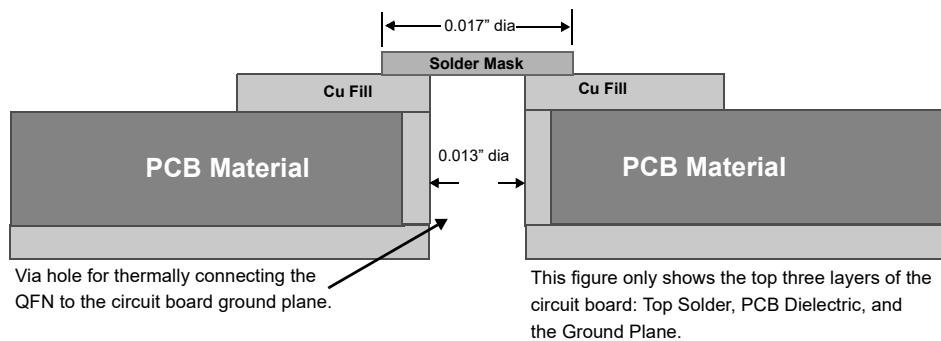 0.017” dia
Solder Mask
Cu Fill
Cu Fill
PCB Material
0.013” dia
PCB Material
Via hole for thermally connecting the
QFN to the circuit board ground plane.
This figure only shows the top three layers of the
circuit board: Top Solder, PCB Dielectric, and
the Ground Plane.